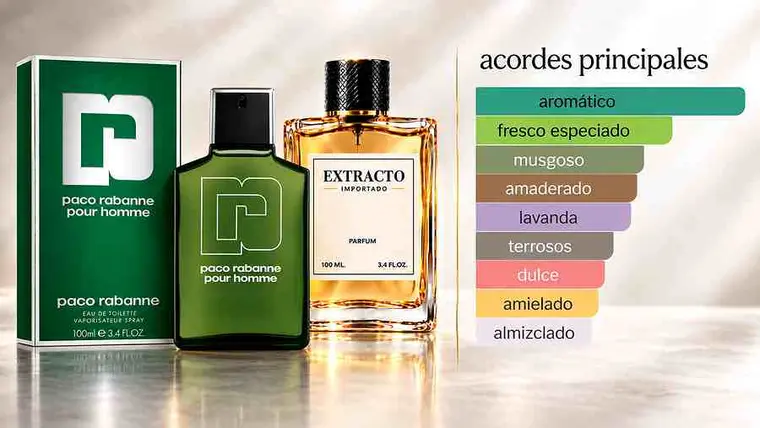 paco rabanne
pour homme
paco rabanne
EAU DE TOILETTE
VAPORISATEUR SPRAY
100ml e 3.4 FL.OZ.
paco rabanne
pour homme
EXTRACTO
IMPORTADO
PARFUM
100 ML. 3.4 FL.OZ.
acordes principales
aromático
fresco especiado
musgoso
amaderado
lavanda
terrosos
dulce
amielado
almizclado